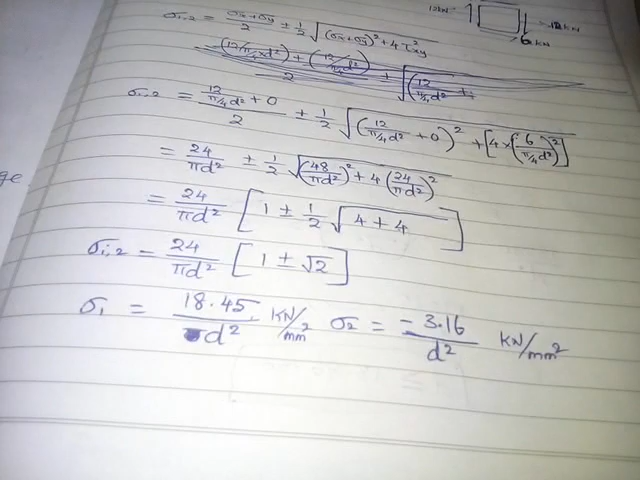 12kN 12kN
6kN
σ₁,₂ = (σx+σy)/2 ± 1/2 √((σx+σy)² + 4τ²xy)
σ₁,₂ = (12/(π/4 d²) + 0)/2 ± 1/2 √((12/(π/4 d²) + 0)² + [4×(6/(π/4 d²))²])
= 24/πd² ± 1/2 √((48/πd²)² + 4(24/πd²)²)
= 24/πd² [1 ± 1/2 √(4+4)]
σ₁,₂ = 24/πd² [1 ± √2]
σ₁ = 18.45/d² KN/mm² σ₂ = -3.16/d² KN/mm²